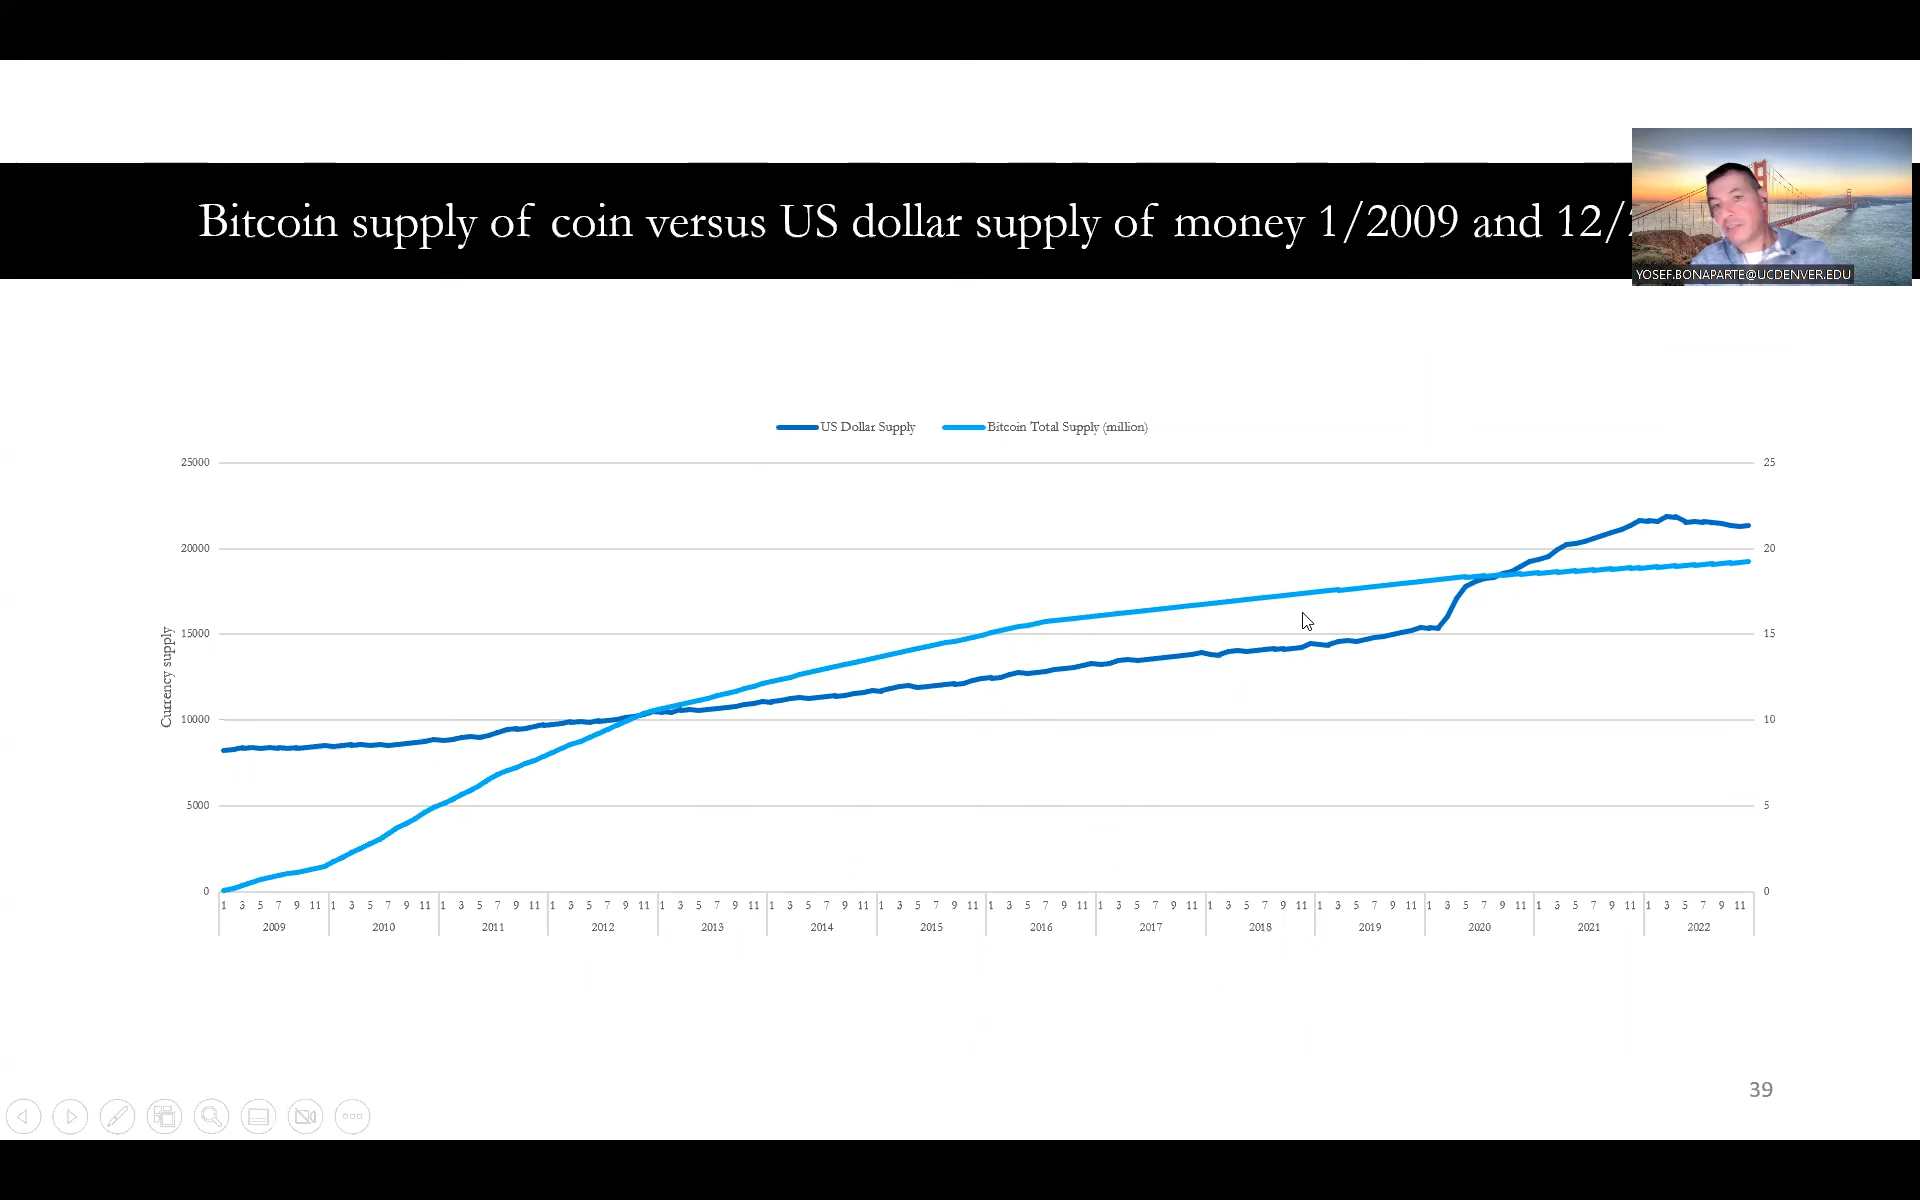 Bitcoin supply of coin versus US dollar supply of money 1/2009 and 12/
YOSEF.BONAPARTE@UCDENVER.EDU
US Dollar Supply Bitcoin Total Supply (million)
25000 25
20000 20
15000 15
10000 10
5000 5
0 0
Currency supply
1 3 5 7 9 11 1 3 5 7 9 11 1 3 5 7 9 11 1 3 5 7 9 11 1 3 5 7 9 11 1 3 5 7 9 11 1 3 5 7 9 11 1 3 5 7 9 11 1 3 5 7 9 11 1 3 5 7 9 11 1 3 5 7 9 11 1 3 5 7 9 11 1 3 5 7 9 11 1 3 5 7 9 11
2009 2010 2011 2012 2013 2014 2015 2016 2017 2018 2019 2020 2021 2022
39